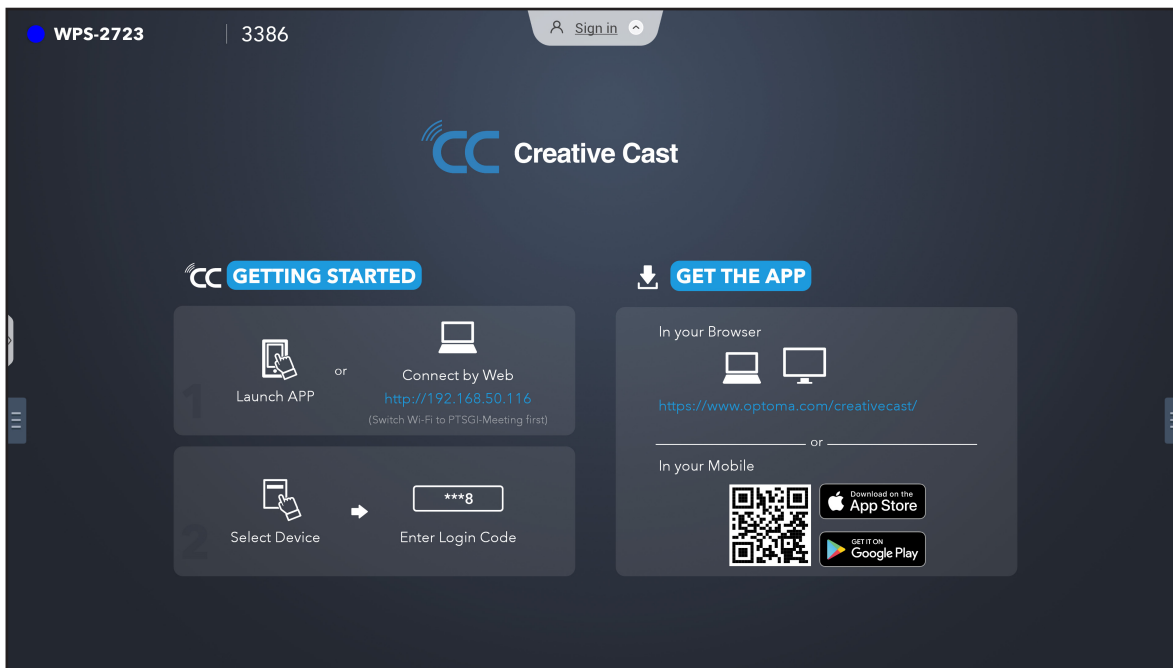 WPS-2723 3386
Sign in
CC Creative Cast
CC GETTING STARTED
1
Launch APP
or
Connect by Web
http://192.168.50.116
(Switch Wi-Fi to PTSGI-Meeting first)
2
Select Device
***8
Enter Login Code
GET THE APP
In your Browser
https://www.optoma.com/creativecast/
or
In your Mobile
Download on the
App Store
GET IT ON
Google Play